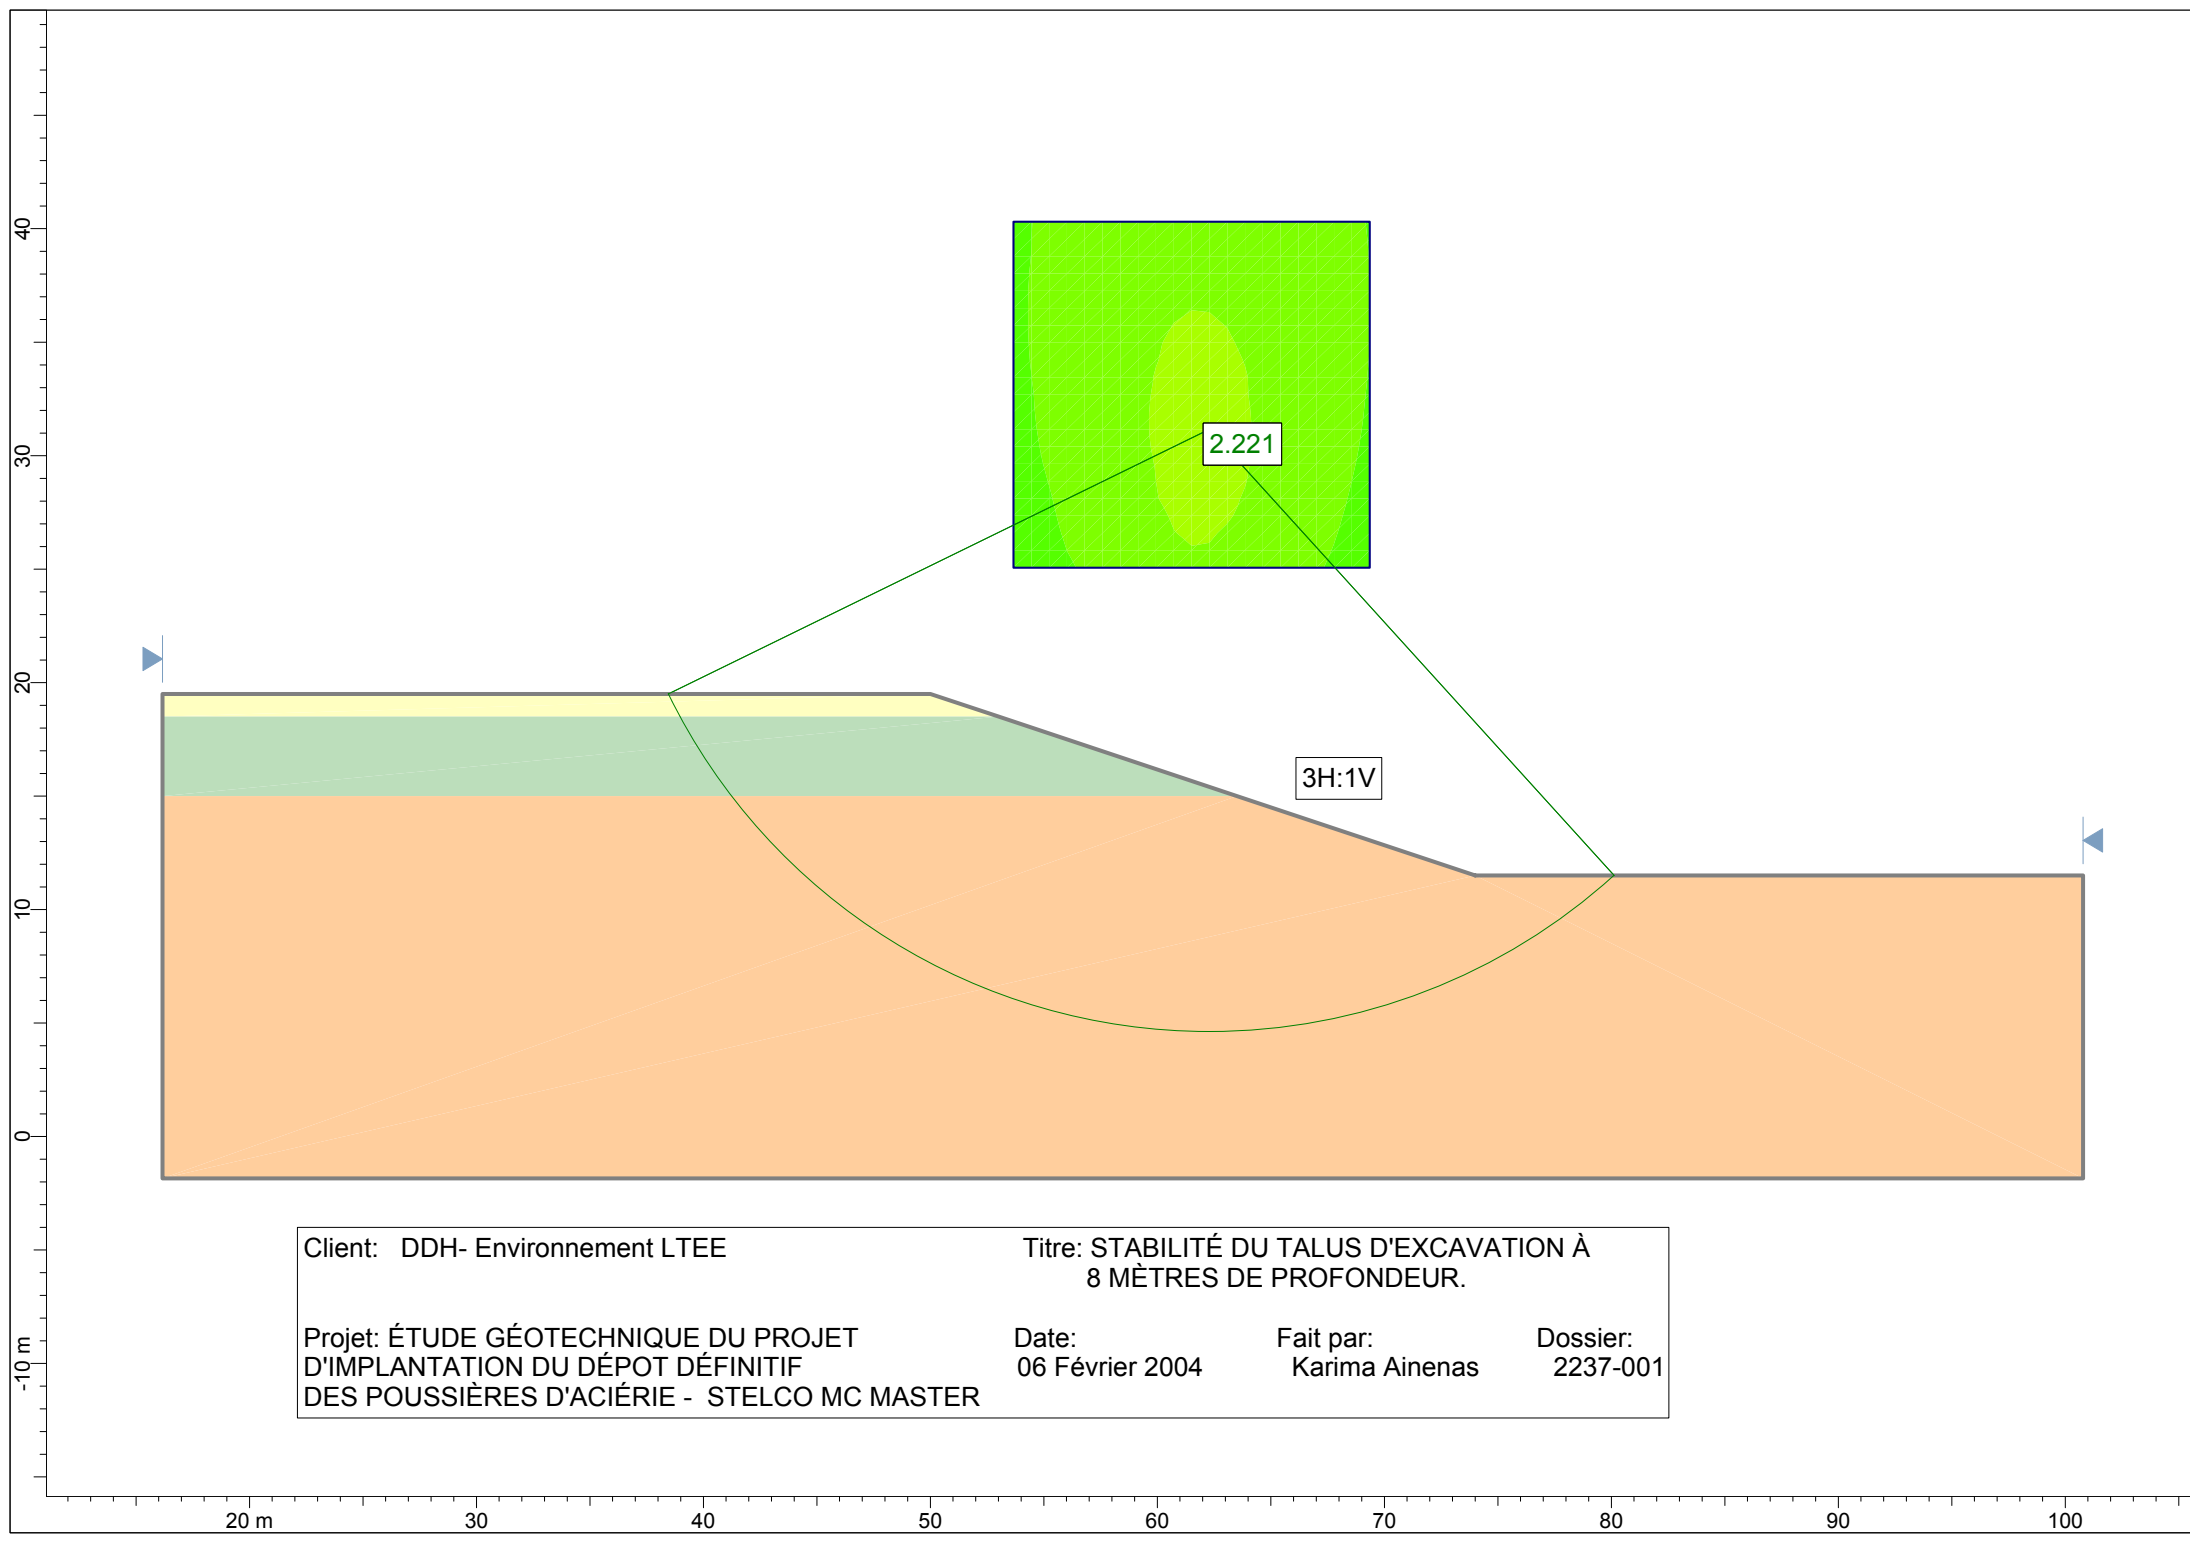 40
30
20
10
0
-10 m
2.221
3H:1V
Client: DDH- Environnement LTEE
Titre: STABILITÉ DU TALUS D'EXCAVATION À
8 MÈTRES DE PROFONDEUR.
Projet: ÉTUDE GÉOTECHNIQUE DU PROJET
D'IMPLANTATION DU DÉPOT DÉFINITIF
DES POUSSIÈRES D'ACIÉRIE - STELCO MC MASTER
Date:
06 Février 2004
Fait par:
Karima Ainenas
Dossier:
2237-001
20 m 30 40 50 60 70 80 90 100